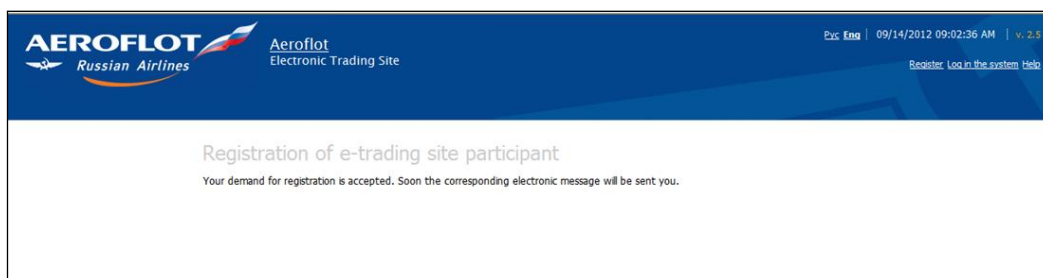 AEROFLOT
Russian Airlines
Aeroflot
Electronic Trading Site
Рус Eng | 09/14/2012 09:02:36 AM | v. 2.5
Register Log in the system Help
Registration of e-trading site participant
Your demand for registration is accepted. Soon the corresponding electronic message will be sent you.